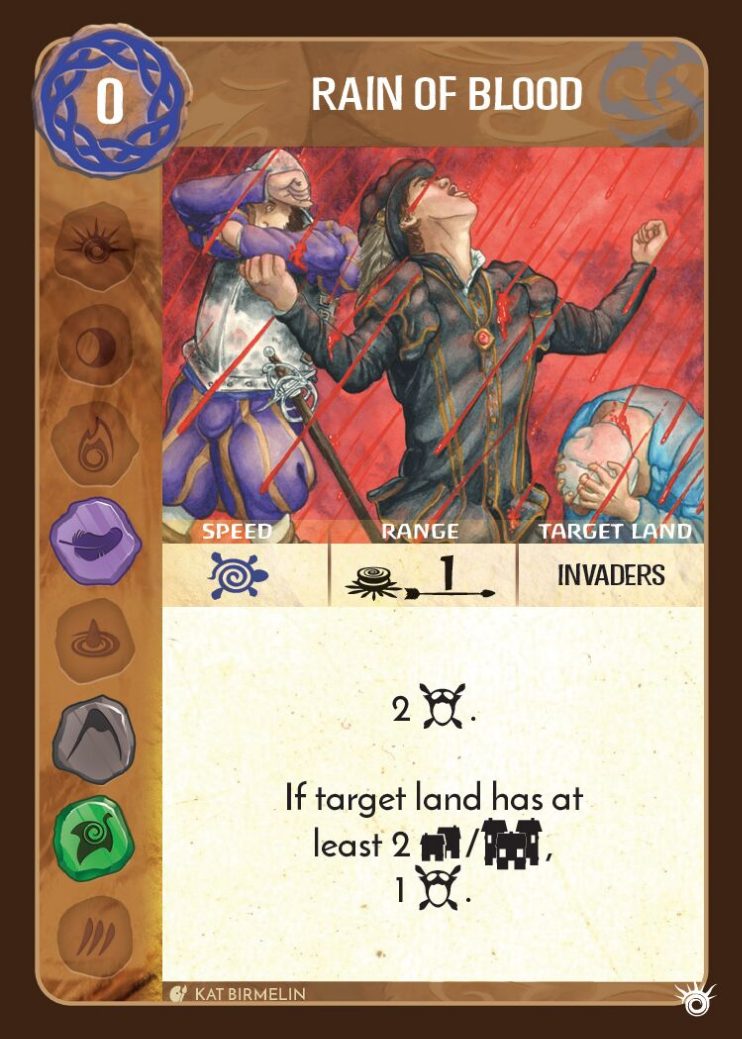 0
RAIN OF BLOOD
SPEED RANGE TARGET LAND
1 INVADERS
2 .
If target land has at
least 2 / ,
1 .
KAT BIRMELIN